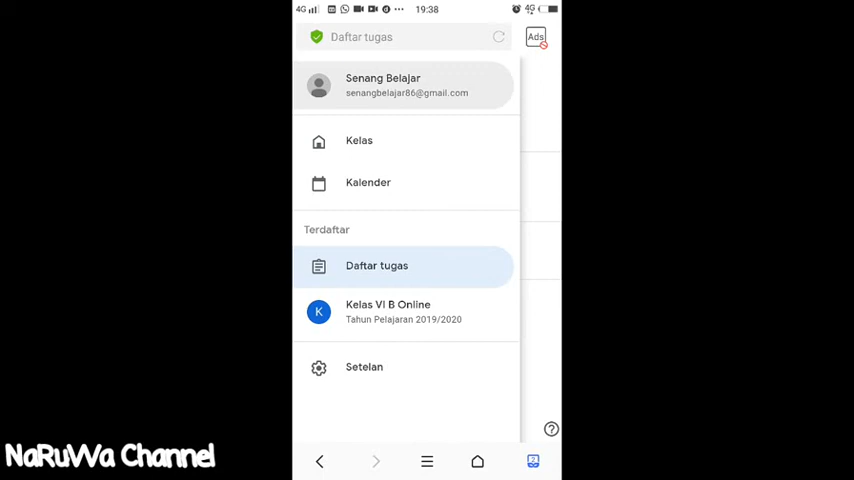 4G 19:38 4G
Daftar tugas
Ads
Senang Belajar
senangbelajar86@gmail.com
Kelas
Kalender
Terdaftar
Daftar tugas
K
Kelas VI B Online
Tahun Pelajaran 2019/2020
Setelan
NaRuWa Channel